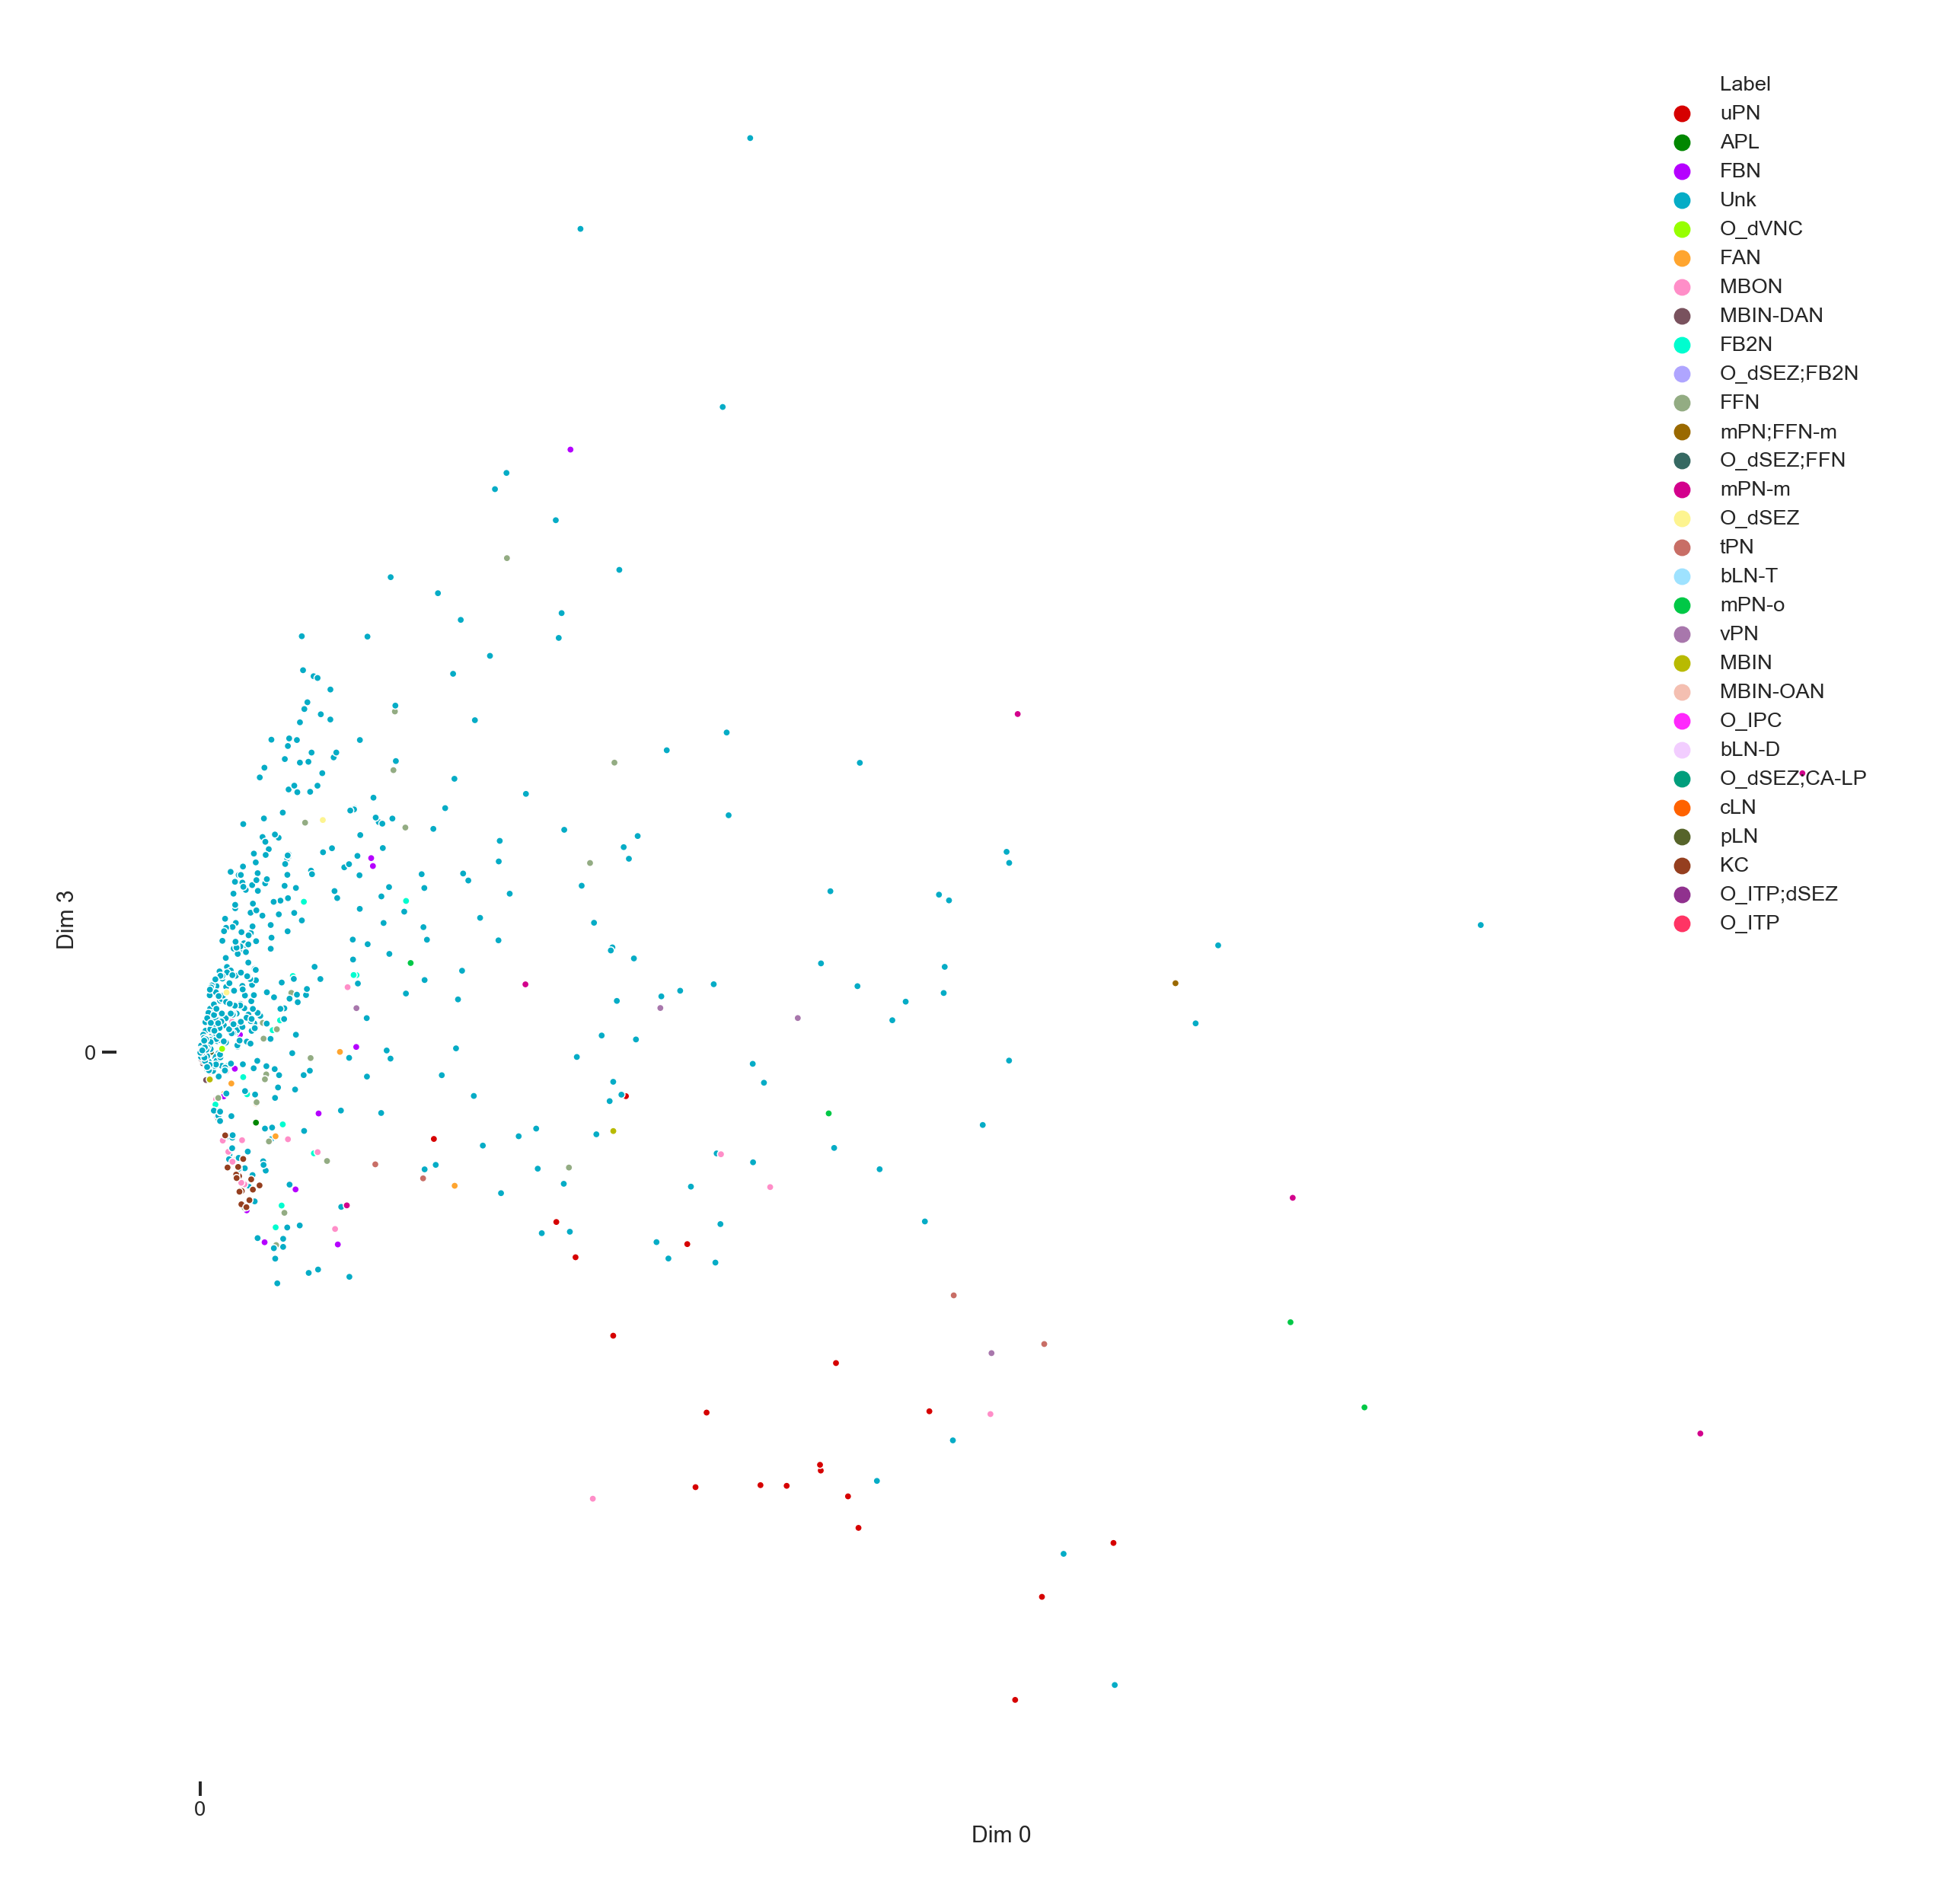 Label
uPN
APL
FBN
Unk
O_dVNC
FAN
MBON
MBIN-DAN
FB2N
O_dSEZ;FB2N
FFN
mPN;FFN-m
O_dSEZ;FFN
mPN-m
O_dSEZ
tPN
bLN-T
mPN-o
vPN
MBIN
MBIN-OAN
O_IPC
bLN-D
O_dSEZ;CA-LP
cLN
pLN
KC
O_ITP;dSEZ
O_ITP
Dim 3
0
0
Dim 0